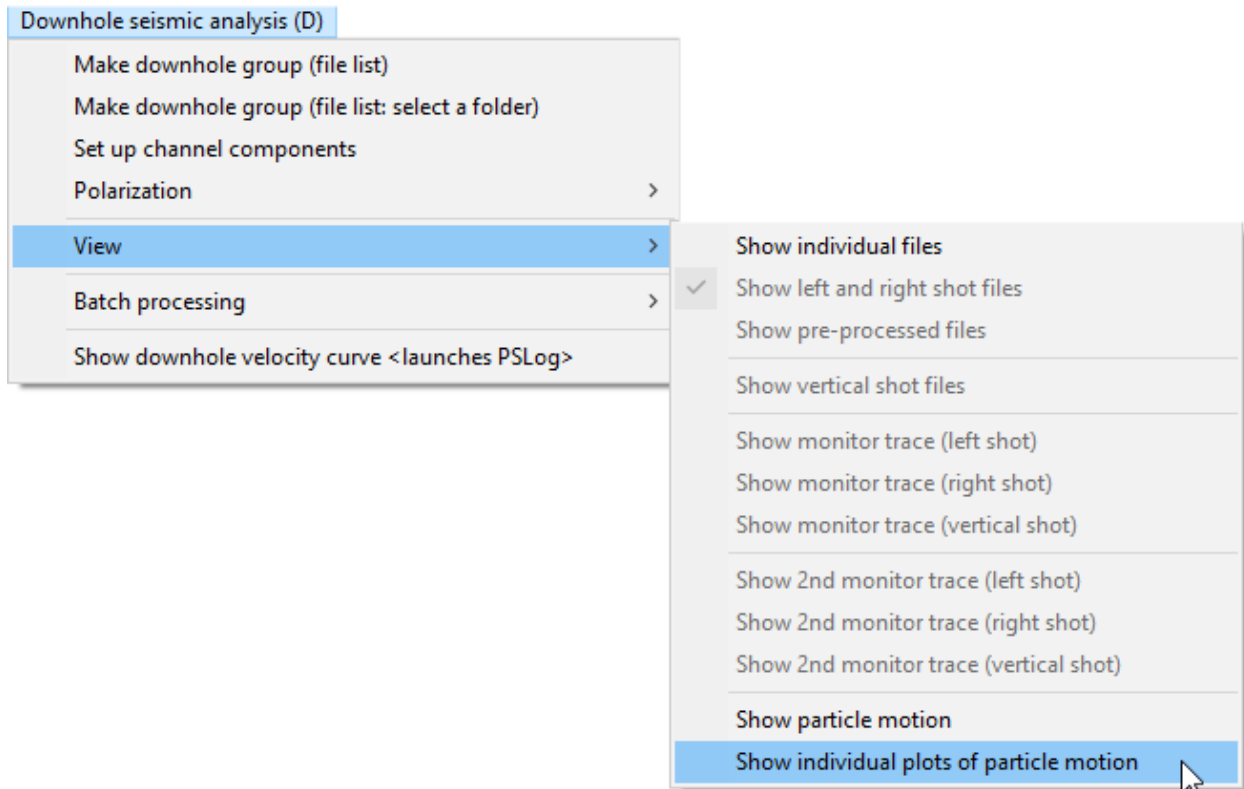 Downhole seismic analysis (D)
Make downhole group (file list)
Make downhole group (file list: select a folder)
Set up channel components
Polarization
View
Batch processing
Show downhole velocity curve <launches PSLog>
Show individual files
Show left and right shot files
Show pre-processed files
Show vertical shot files
Show monitor trace (left shot)
Show monitor trace (right shot)
Show monitor trace (vertical shot)
Show 2nd monitor trace (left shot)
Show 2nd monitor trace (right shot)
Show 2nd monitor trace (vertical shot)
Show particle motion
Show individual plots of particle motion